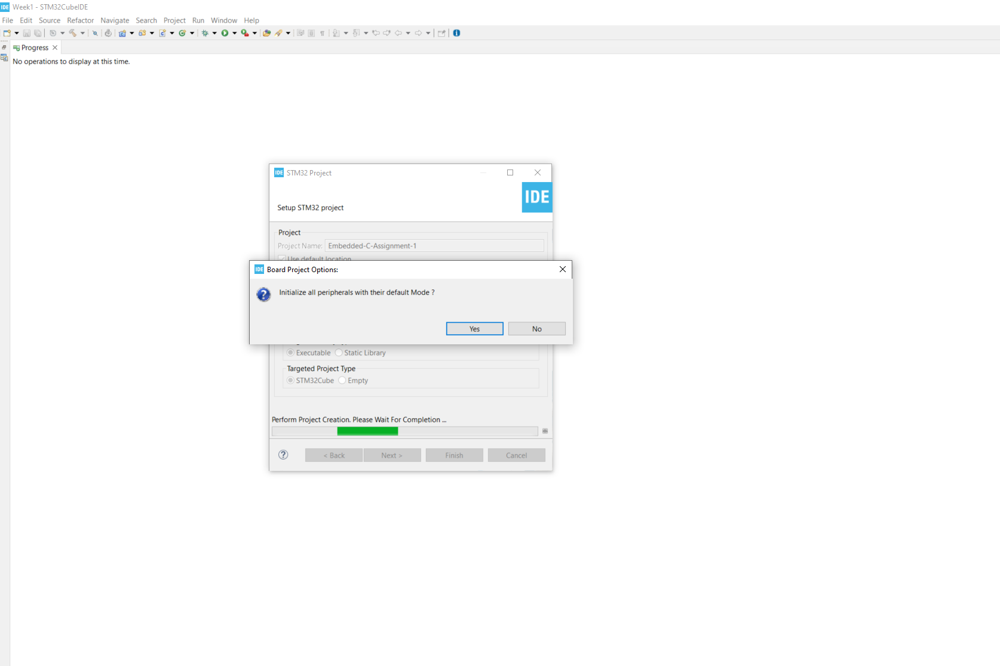 IDE Week1 - STM32CubeIDE
File Edit Source Refactor Navigate Search Project Run Window Help
Progress
No operations to display at this time.
IDE STM32 Project
IDE
Setup STM32 project
Project
Project Name: Embedded-C-Assignment-1
Use default location
IDE Board Project Options:
Initialize all peripherals with their default Mode ?
Yes No
Executable Static Library
Targeted Project Type
STM32Cube Empty
Perform Project Creation. Please Wait For Completion ...
< Back Next > Finish Cancel